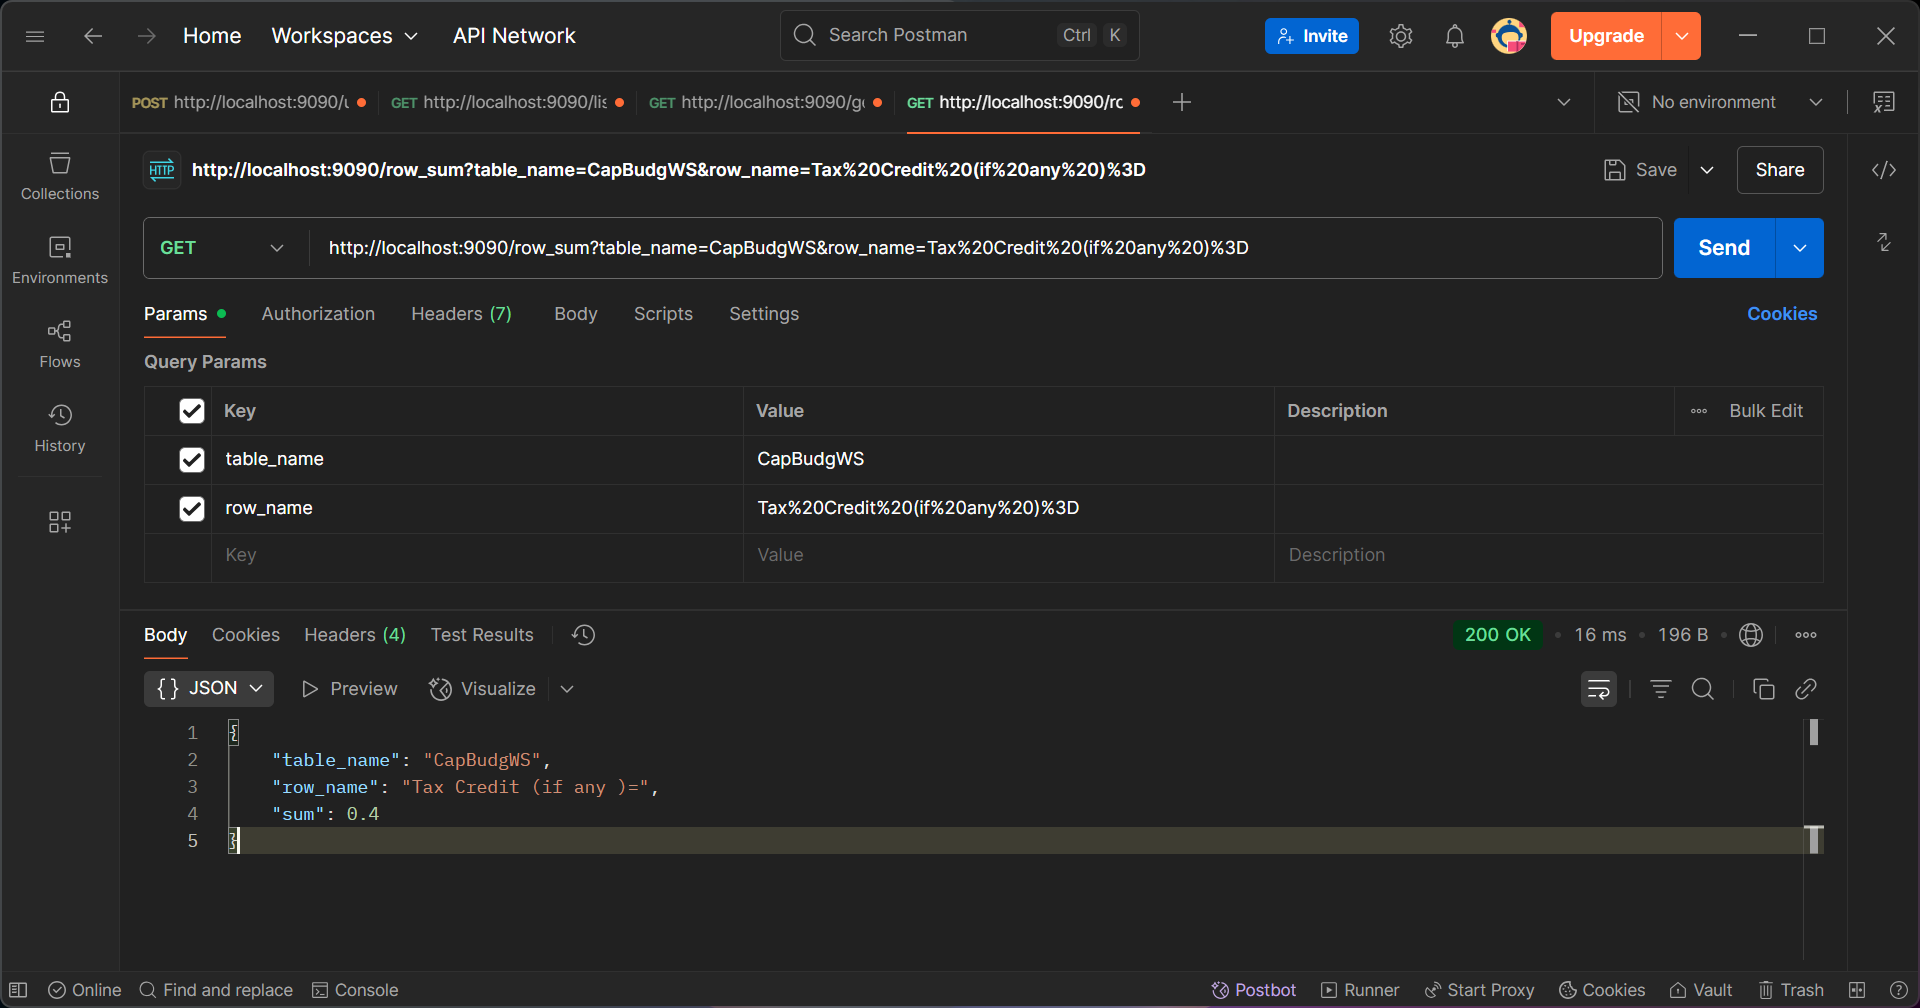 Home Workspaces API Network Search Postman Ctrl K Invite Upgrade
POST http://localhost:9090/u GET http://localhost:9090/lis GET http://localhost:9090/ge GET http://localhost:9090/ro No environment
HTTP http://localhost:9090/row_sum?table_name=CapBudgWS&row_name=Tax%20Credit%20(if%20any%20)%3D Save Share
Collections
GET http://localhost:9090/row_sum?table_name=CapBudgWS&row_name=Tax%20Credit%20(if%20any%20)%3D Send
Environments
Params Authorization Headers (7) Body Scripts Settings Cookies
Flows
Query Params
Key Value Description Bulk Edit
History
table_name CapBudgWS
row_name Tax%20Credit%20(if%20any%20)%3D
Key Value Description
Body Cookies Headers (4) Test Results 200 OK • 16 ms • 196 B •
{} JSON Preview Visualize
1 {
2 "table_name": "CapBudgWS",
3 "row_name": "Tax Credit (if any )=",
4 "sum": 0.4
5 }
Online Find and replace Console Postbot Runner Start Proxy Cookies Vault Trash